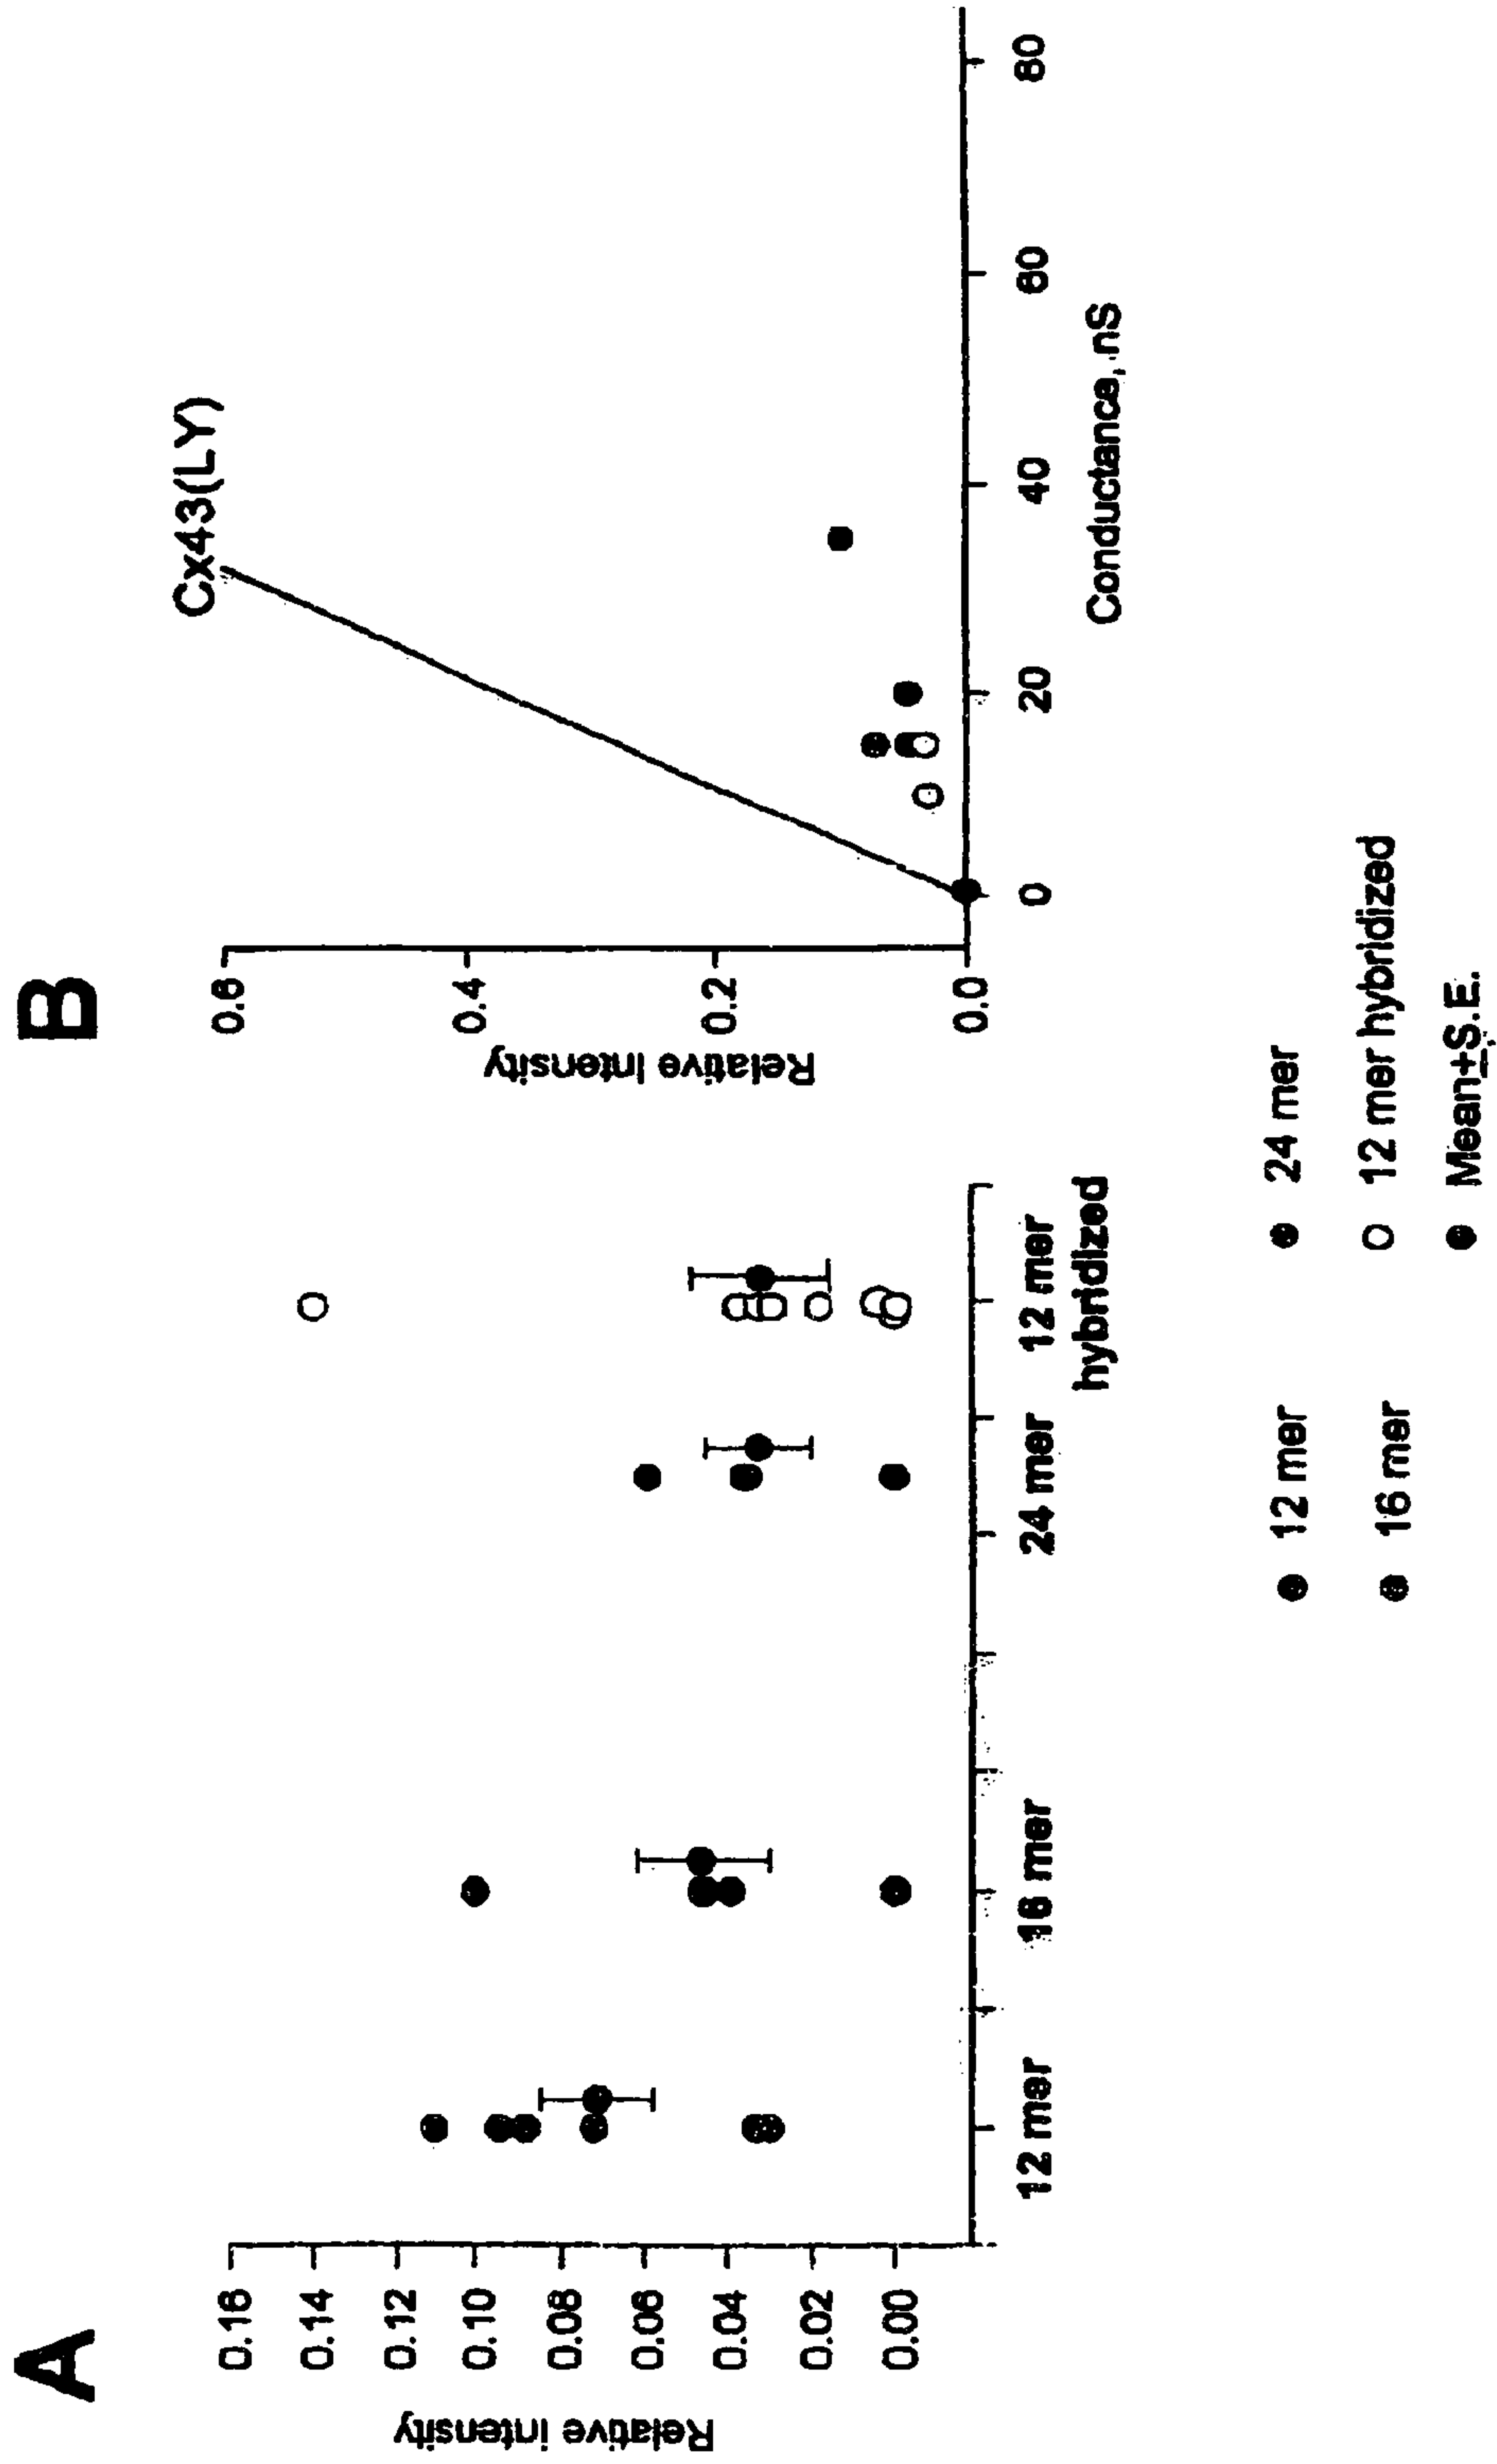 A
Relative intensity
0.16
0.14
0.12
0.10
0.08
0.06
0.04
0.02
0.00
12 mer
16 mer
24 mer
12 mer
hybridized
B
Relative intensity
0.6
0.4
0.2
0.0
Cx43(LY)
0
20
40
60
80
Conductance, nS
12 mer
16 mer
24 mer
12 mer hybridized
Mean±S.E.